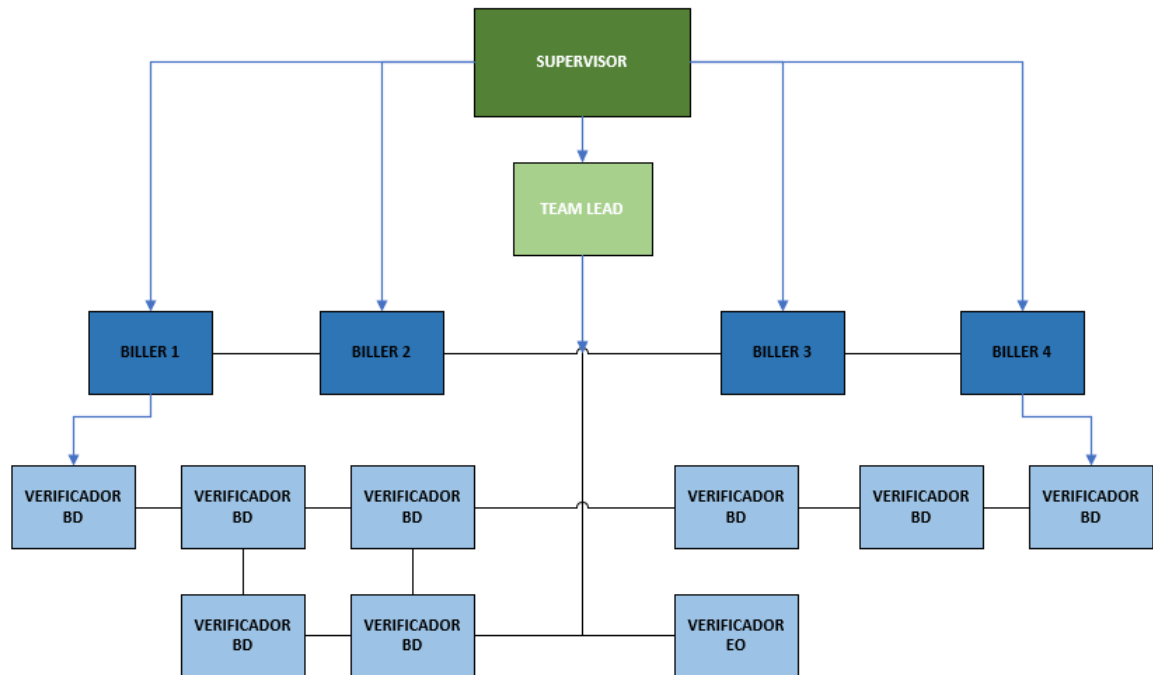 SUPERVISOR
TEAM LEAD
BILLER 1
BILLER 2
BILLER 3
BILLER 4
VERIFICADOR
BD
VERIFICADOR
BD
VERIFICADOR
BD
VERIFICADOR
BD
VERIFICADOR
BD
VERIFICADOR
BD
VERIFICADOR
BD
VERIFICADOR
BD
VERIFICADOR
EO